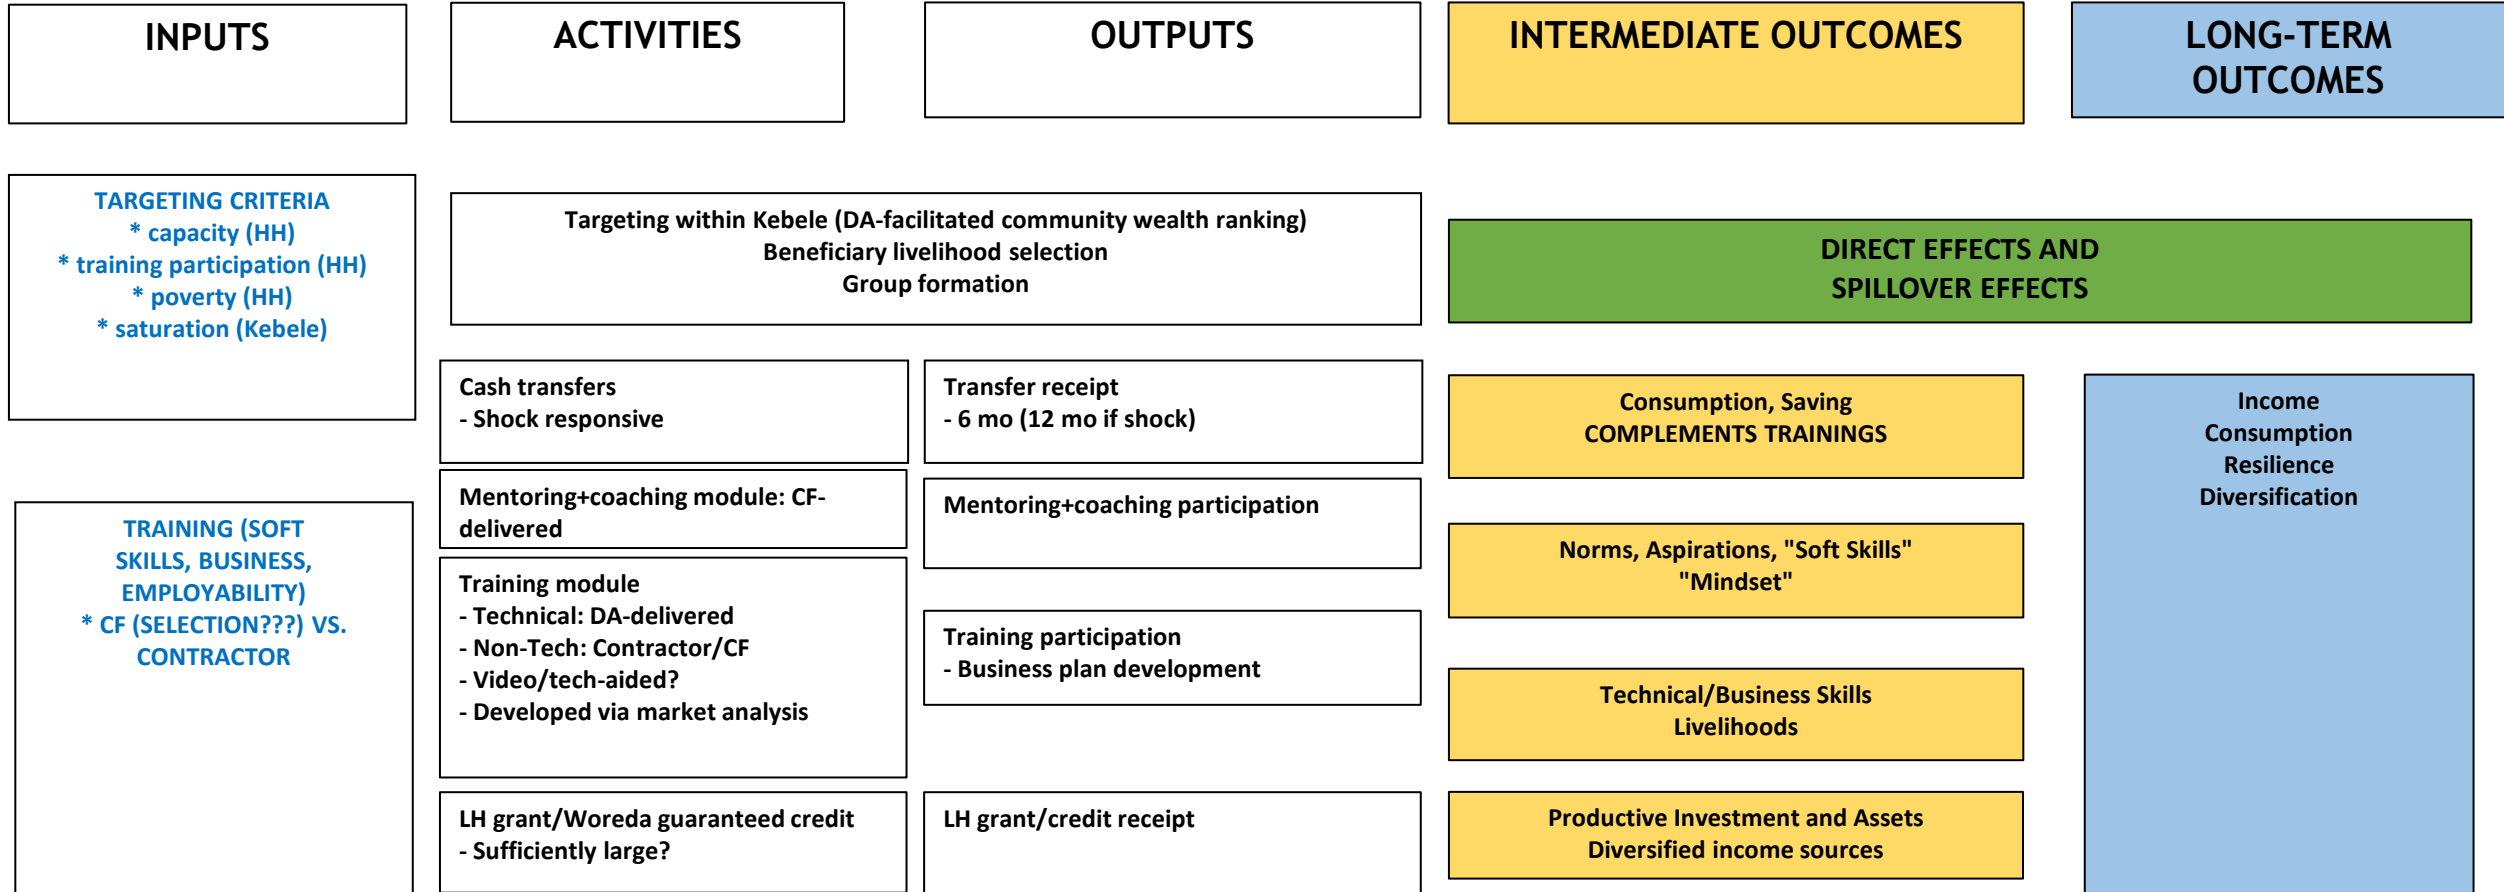 INPUTS
ACTIVITIES
OUTPUTS
INTERMEDIATE OUTCOMES
LONG-TERM
OUTCOMES
TARGETING CRITERIA
* capacity (HH)
* training participation (HH)
* poverty (HH)
* saturation (Kebele)
Targeting within Kebele (DA-facilitated community wealth ranking)
Beneficiary livelihood selection
Group formation
DIRECT EFFECTS AND
SPILLOVER EFFECTS
Cash transfers
- Shock responsive
Transfer receipt
- 6 mo (12 mo if shock)
Consumption, Saving
COMPLEMENTS TRAININGS
Income
Consumption
Resilience
Diversification
TRAINING (SOFT
SKILLS, BUSINESS,
EMPLOYABILITY)
* CF (SELECTION???) VS.
CONTRACTOR
Mentoring+coaching module: CF-
delivered
Mentoring+coaching participation
Norms, Aspirations, "Soft Skills"
"Mindset"
Training module
- Technical: DA-delivered
- Non-Tech: Contractor/CF
- Video/tech-aided?
- Developed via market analysis
Training participation
- Business plan development
Technical/Business Skills
Livelihoods
LH grant/Woreda guaranteed credit
- Sufficiently large?
LH grant/credit receipt
Productive Investment and Assets
Diversified income sources